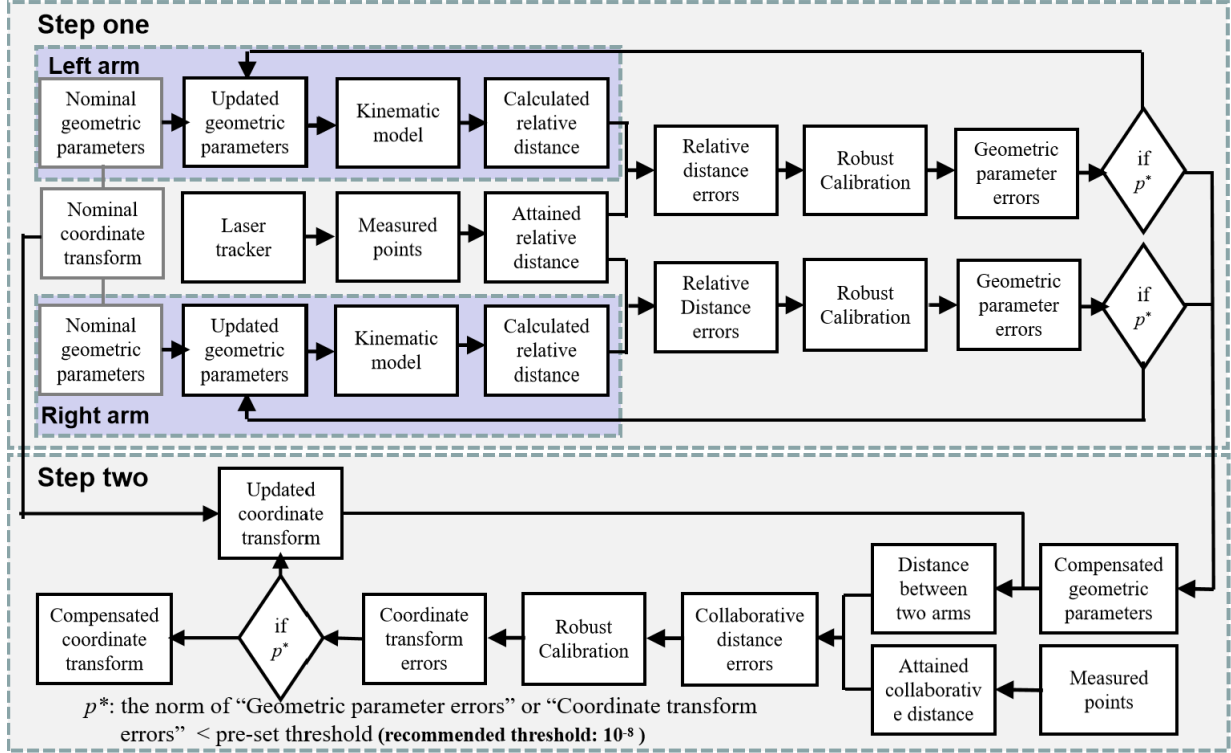 Step one
Left arm
Nominal
geometric
parameters
Updated
geometric
parameters
Kinematic
model
Calculated
relative
distance
Relative
distance
errors
Robust
Calibration
Geometric
parameter
errors
if
p*
Nominal
coordinate
transform
Laser
tracker
Measured
points
Attained
relative
distance
Relative
Distance
errors
Robust
Calibration
Geometric
parameter
errors
if
p*
Nominal
geometric
parameters
Updated
geometric
parameters
Kinematic
model
Calculated
relative
distance
Right arm
Step two
Updated
coordinate
transform
Distance
between
two arms
Compensated
geometric
parameters
Compensated
coordinate
transform
if
p*
Coordinate
transform
errors
Robust
Calibration
Collaborative
distance
errors
Attained
collaborativ
e distance
Measured
points
p*: the norm of “Geometric parameter errors” or “Coordinate transform
errors” < pre-set threshold (recommended threshold: 10⁻⁸ )